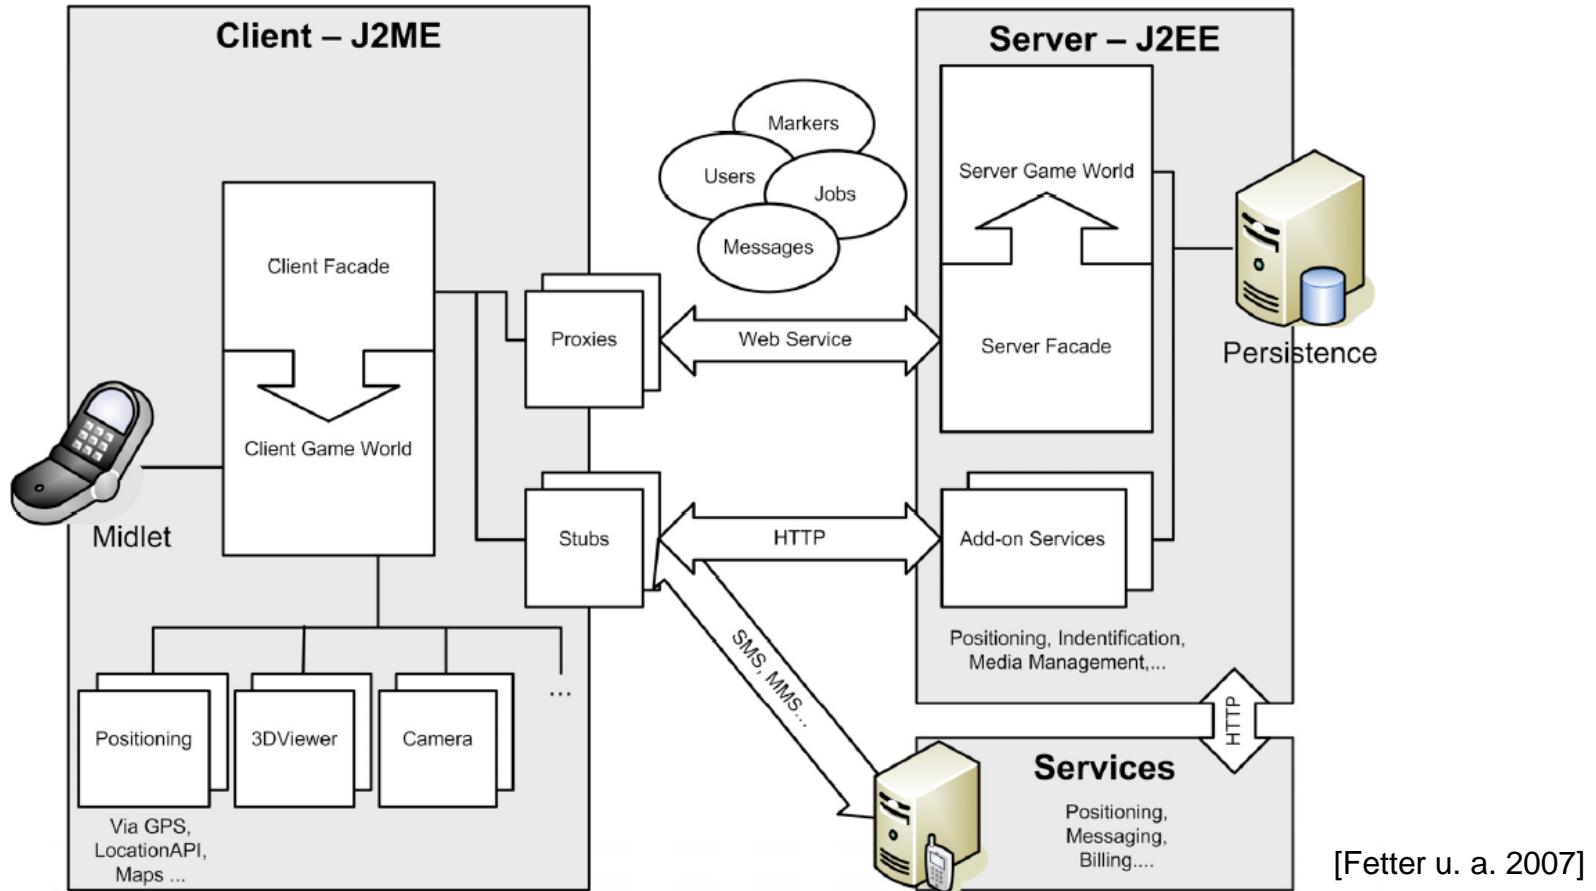 Client – J2ME
Server – J2EE
Markers
Users
Jobs
Messages
Server Game World
Client Facade
Proxies
Web Service
Server Facade
Persistence
Client Game World
Midlet
Stubs
HTTP
Add-on Services
Positioning, Indentification,
Media Management,...
SMS, MMS...
HTTP
Positioning
3DViewer
Camera
...
Via GPS,
LocationAPI,
Maps ...
Services
Positioning,
Messaging,
Billing....
[Fetter u. a. 2007]